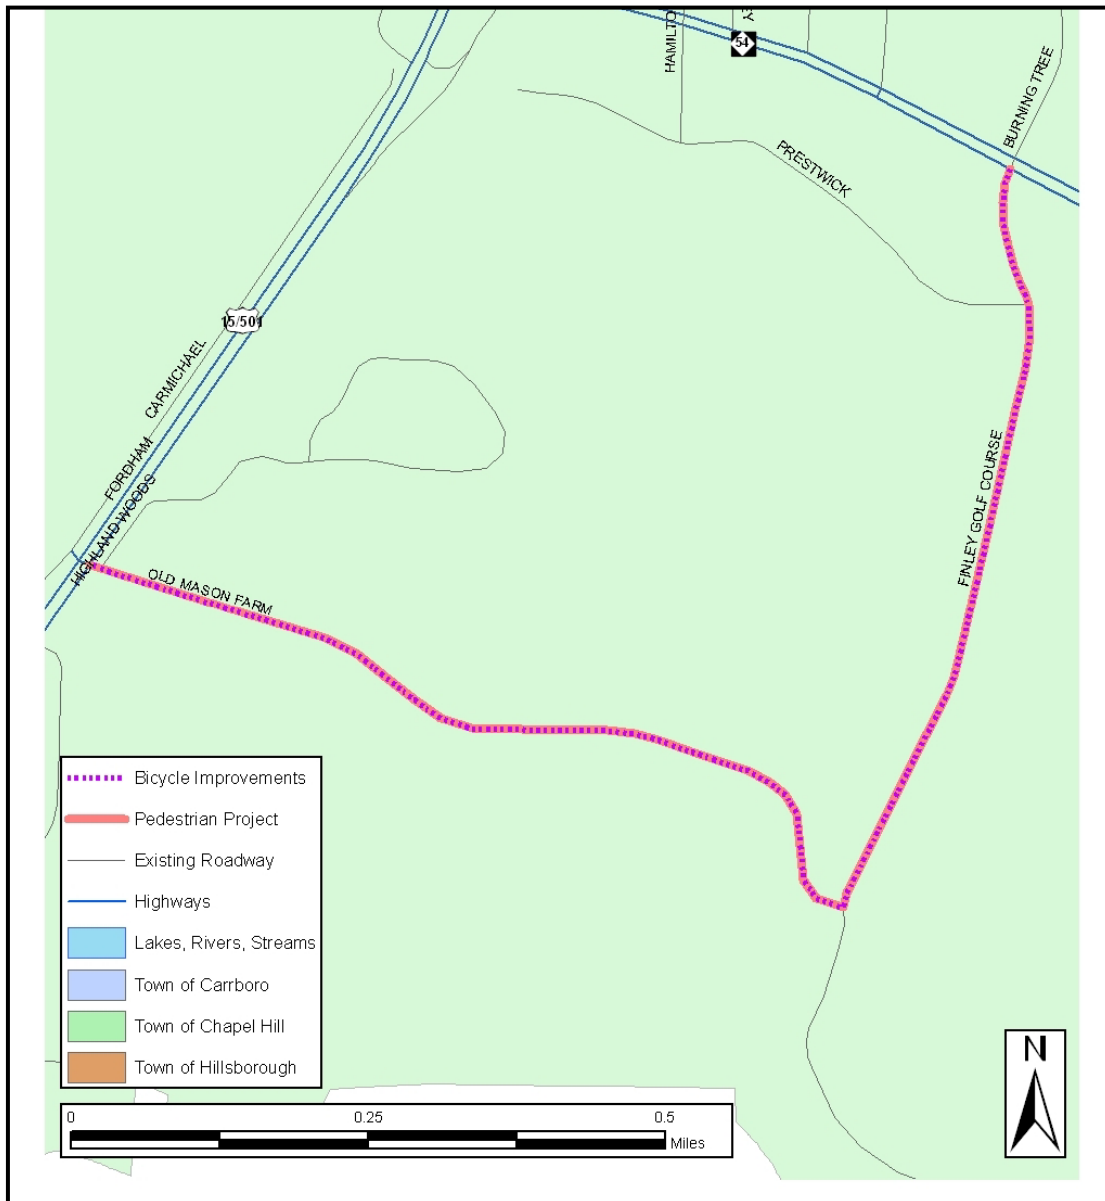 HAMILTO
EY
54
BURNING TREE
PRESTWICK
15/501
CARMICHAEL
FORDHAM
HIGHLAND WOODS
OLD MASON FARM
FINLEY GOLF COURSE
Bicycle Improvements
Pedestrian Project
Existing Roadway
Highways
Lakes, Rivers, Streams
Town of Carrboro
Town of Chapel Hill
Town of Hillsborough
N
0 0.25 0.5
Miles